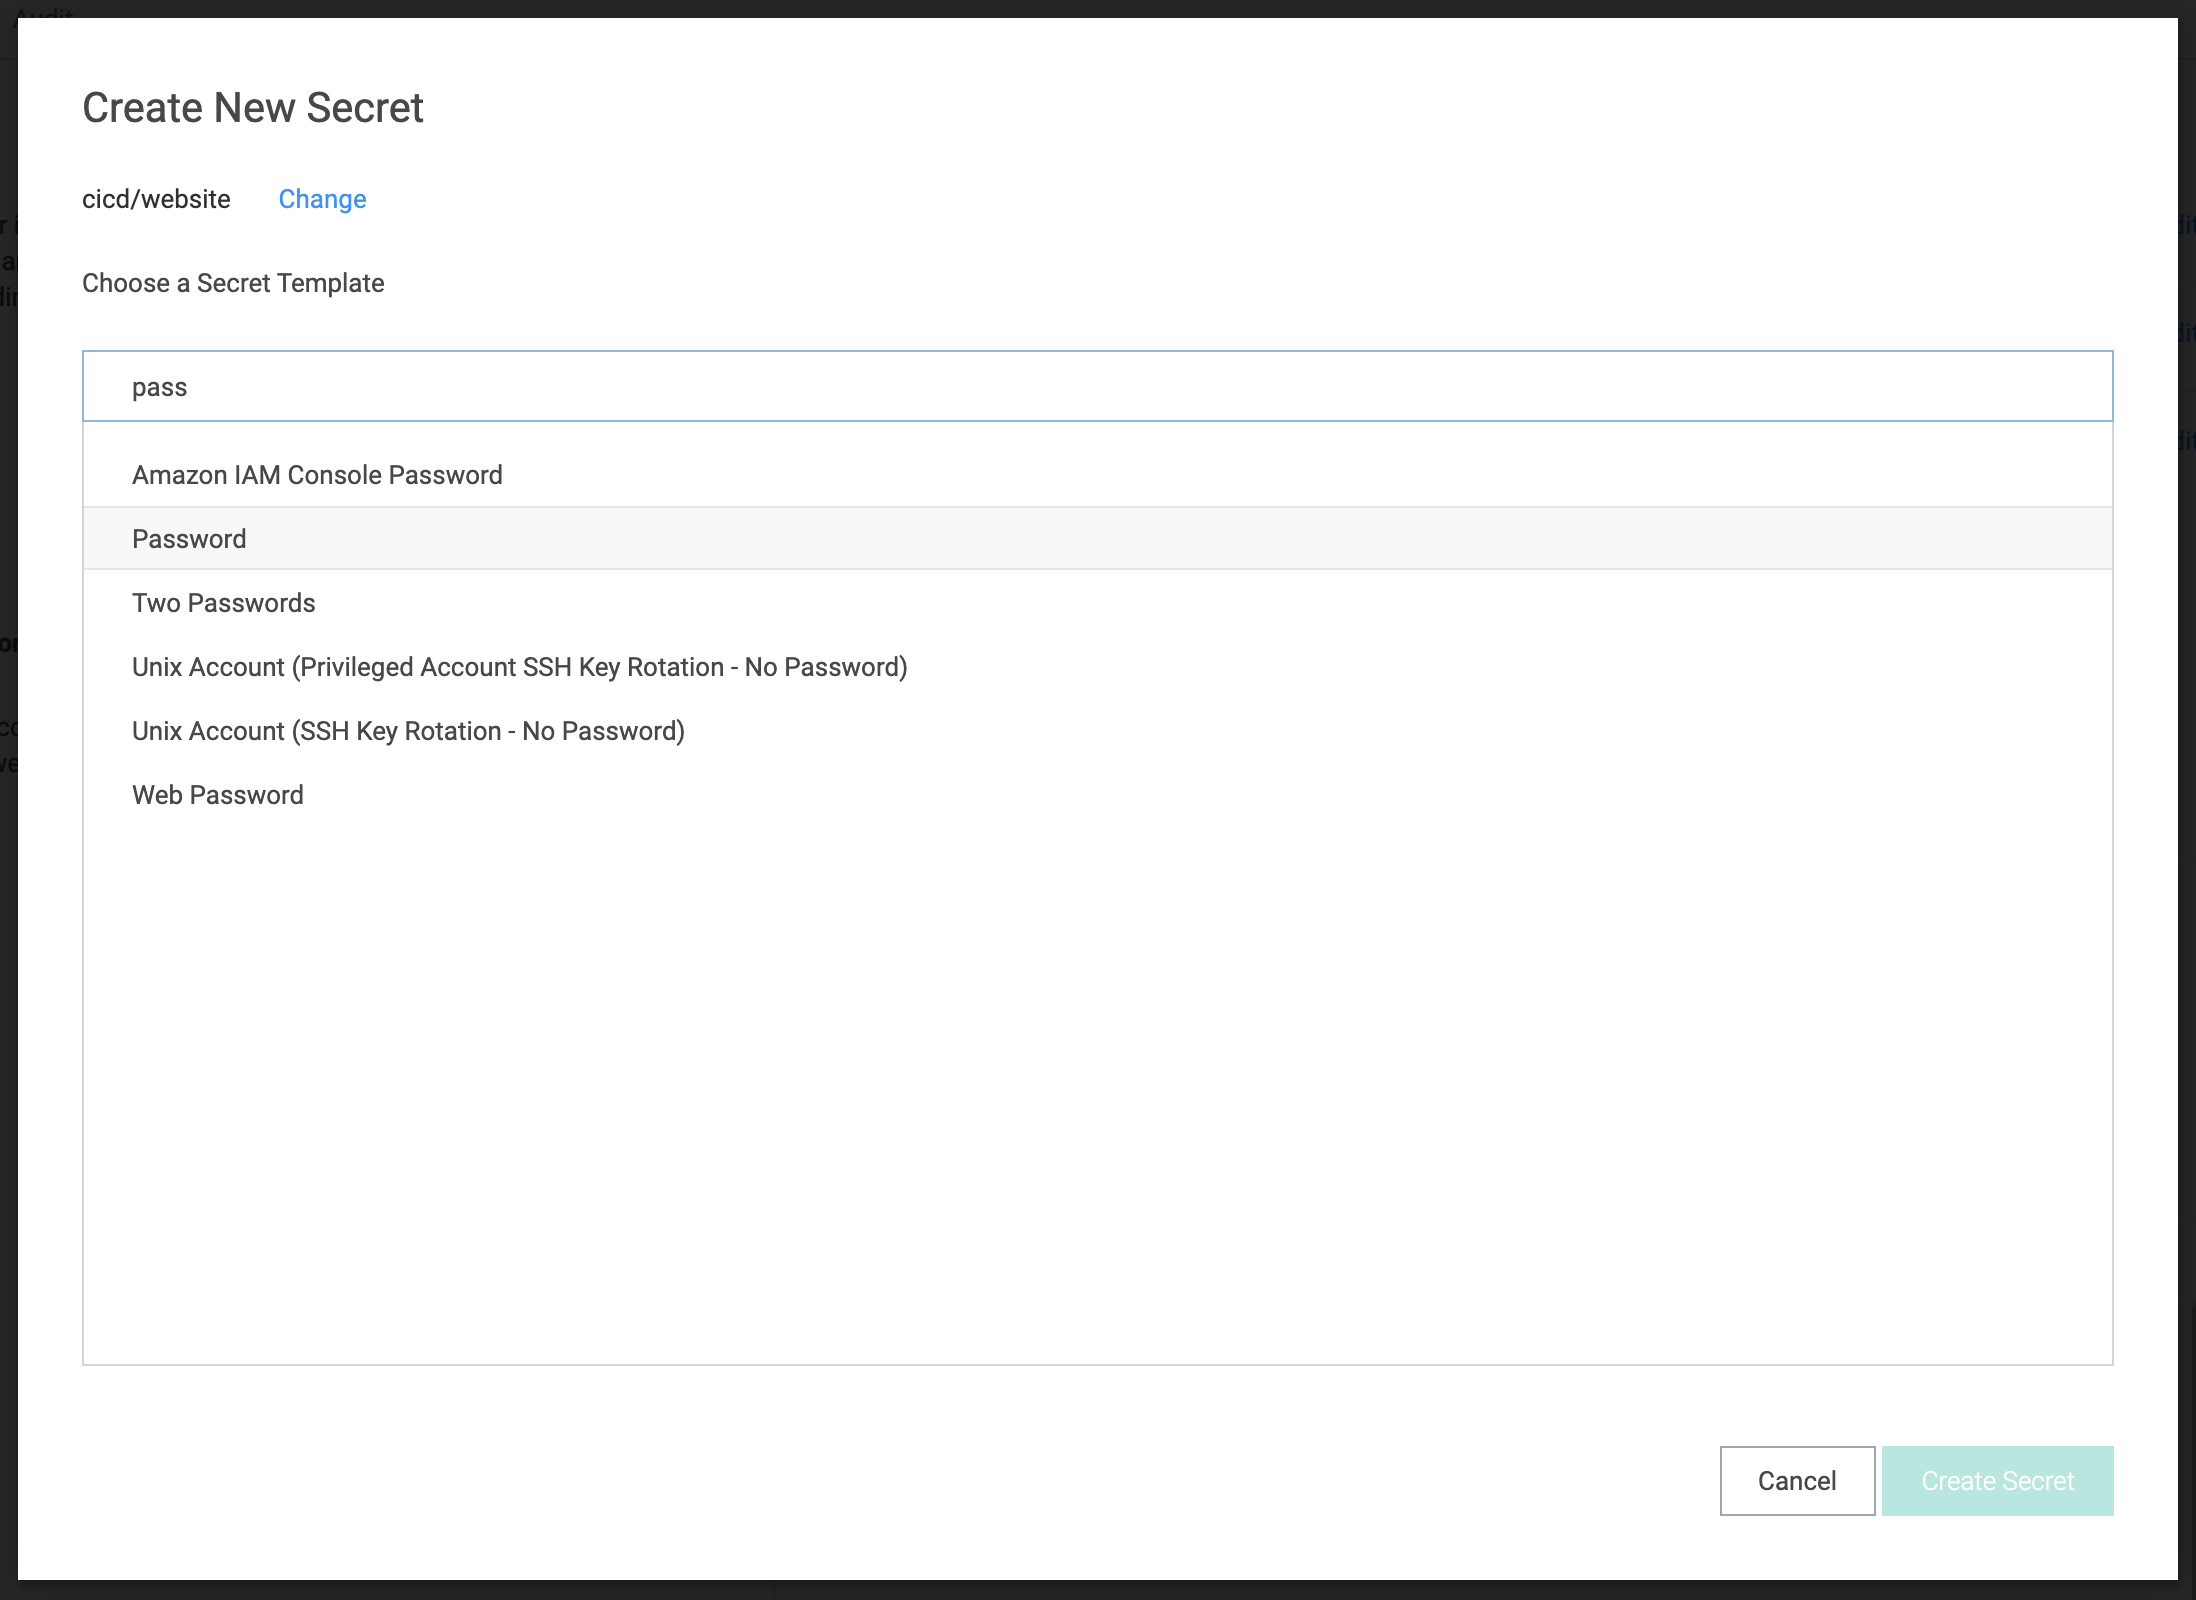 Create New Secret
cicd/website Change
Choose a Secret Template
pass
Amazon IAM Console Password
Password
Two Passwords
Unix Account (Privileged Account SSH Key Rotation - No Password)
Unix Account (SSH Key Rotation - No Password)
Web Password
Cancel Create Secret